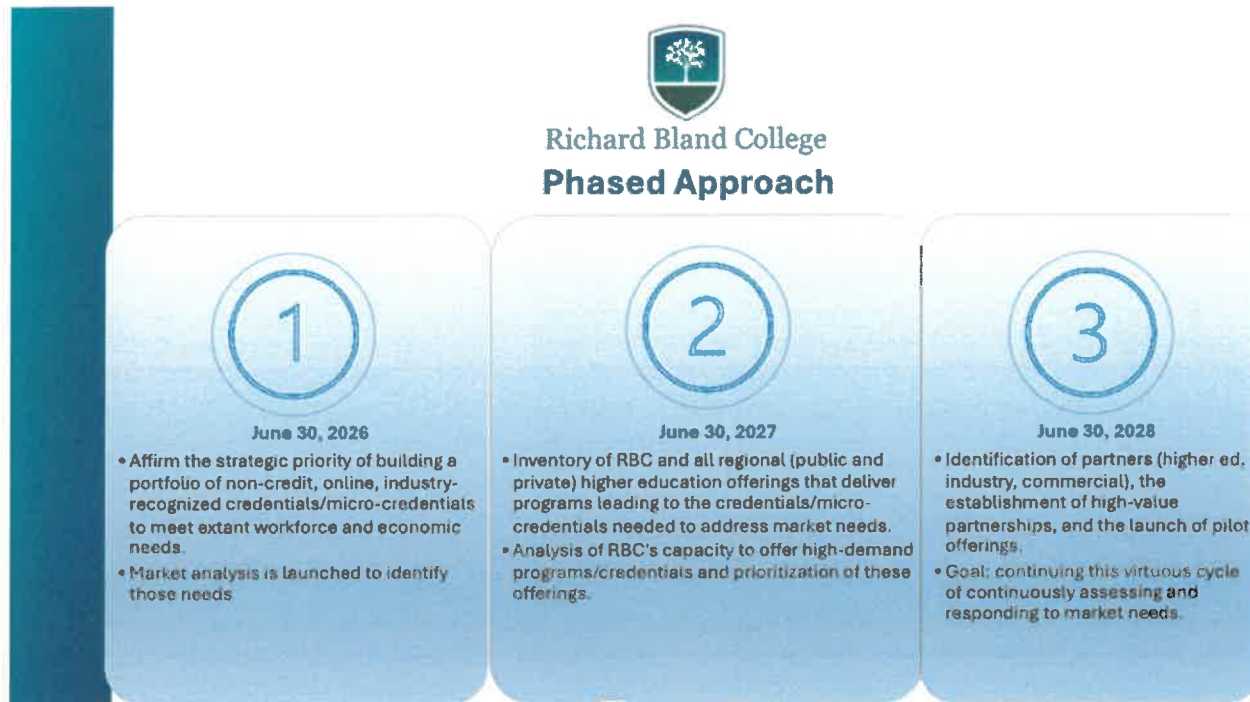 Richard Bland College
Phased Approach
1
June 30, 2026
• Affirm the strategic priority of building a
portfolio of non-credit, online, industry-
recognized credentials/micro-credentials
to meet extant workforce and economic
needs.
• Market analysis is launched to identify
those needs
2
June 30, 2027
• Inventory of RBC and all regional (public and
private) higher education offerings that deliver
programs leading to the credentials/micro-
credentials needed to address market needs.
• Analysis of RBC's capacity to offer high-demand
programs/credentials and prioritization of these
offerings.
3
June 30, 2028
• Identification of partners (higher ed,
industry, commercial), the
establishment of high-value
partnerships, and the launch of pilot
offerings.
• Goal: continuing this virtuous cycle
of continuously assessing and
responding to market needs.